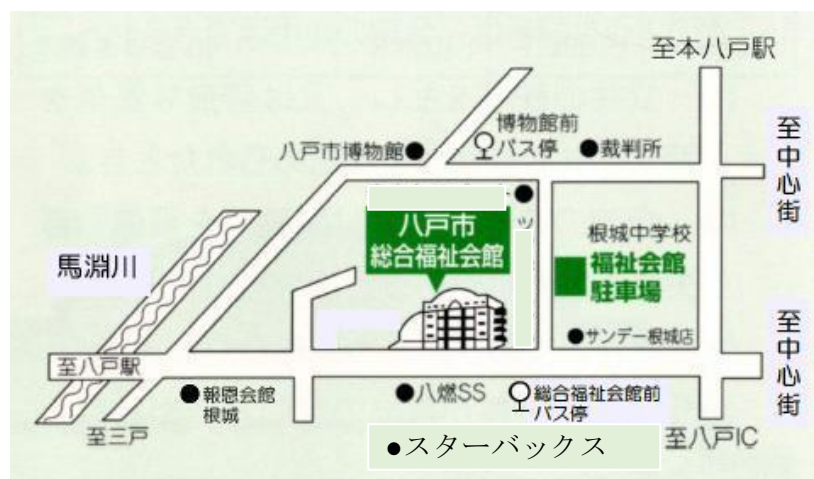 至本八戸駅
博物館前
バス停
八戸市博物館●
●裁判所
至中心街
八戸市
総合福祉会館
ッ
根城中学校
福祉会館
駐車場
馬淵川
●サンデー根城店
至中心街
至八戸駅
●報恩会館
根城
●八燃SS
総合福祉会館前
バス停
至三戸
●スターバックス
至八戸IC